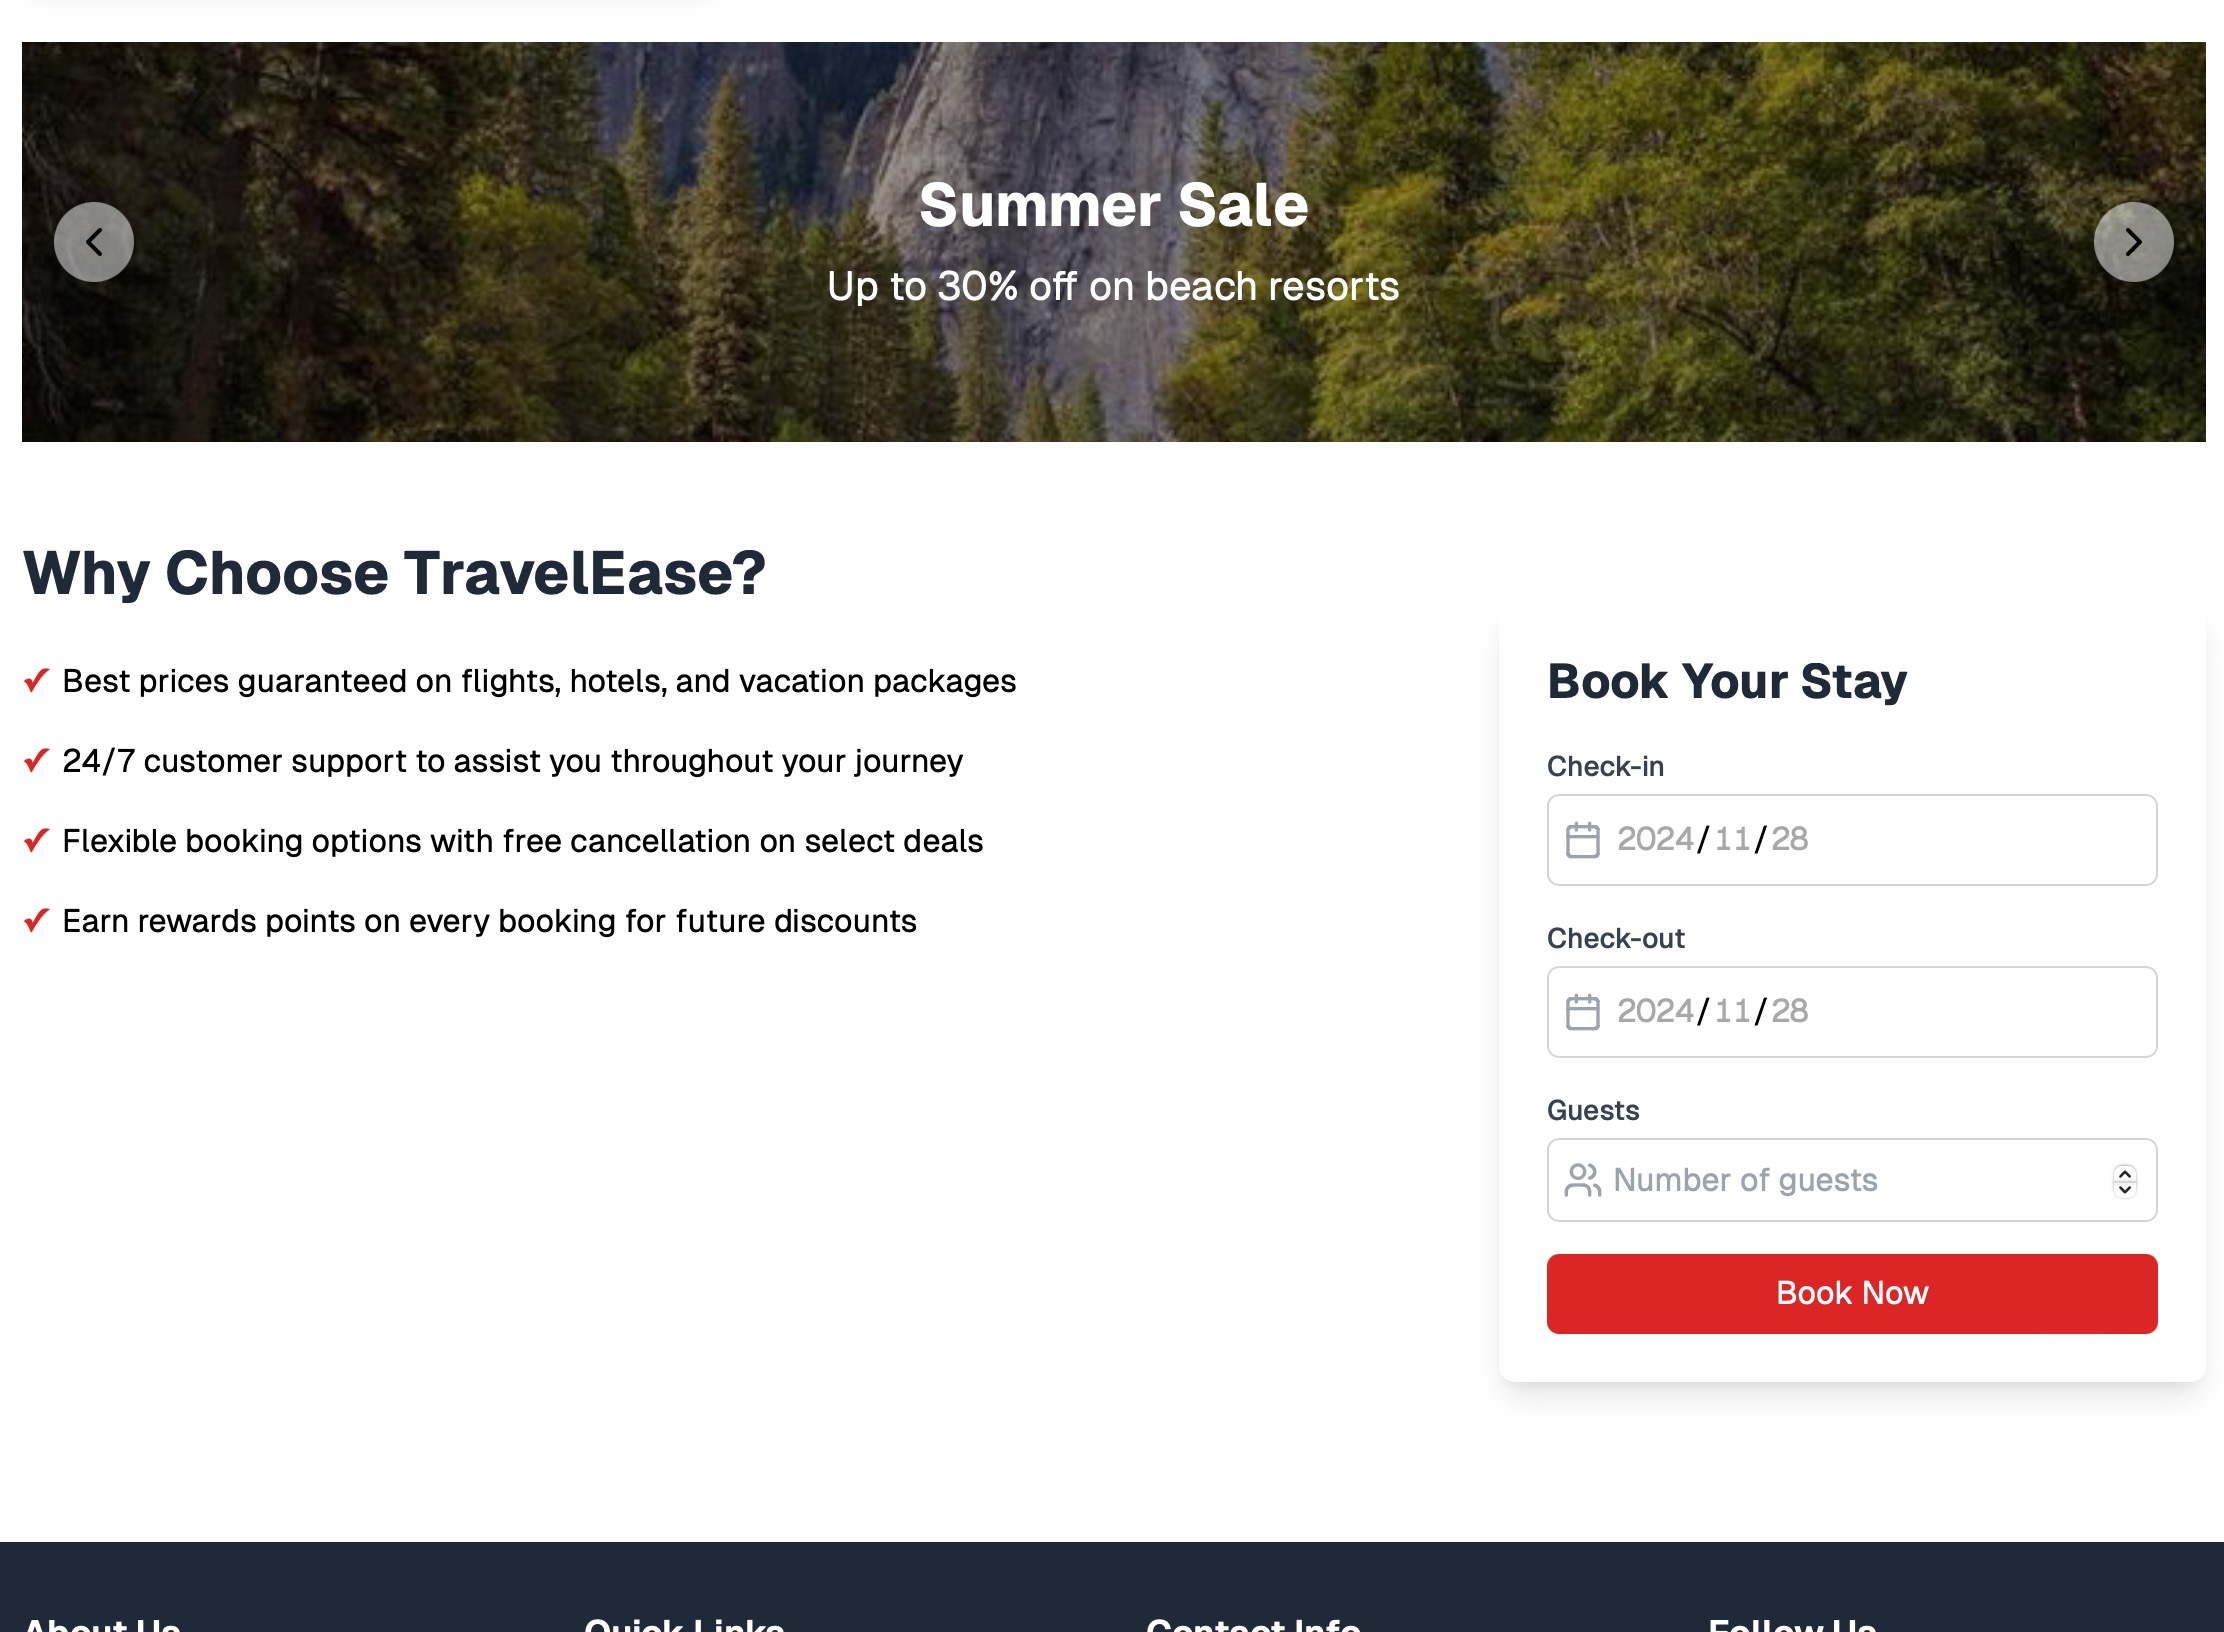 Summer Sale
Up to 30% off on beach resorts
Why Choose TravelEase?
✓ Best prices guaranteed on flights, hotels, and vacation packages
✓ 24/7 customer support to assist you throughout your journey
✓ Flexible booking options with free cancellation on select deals
✓ Earn rewards points on every booking for future discounts
Book Your Stay
Check-in
2024/11/28
Check-out
2024/11/28
Guests
Number of guests
Book Now
About Us
Quick Links
Contact Info
Follow Us